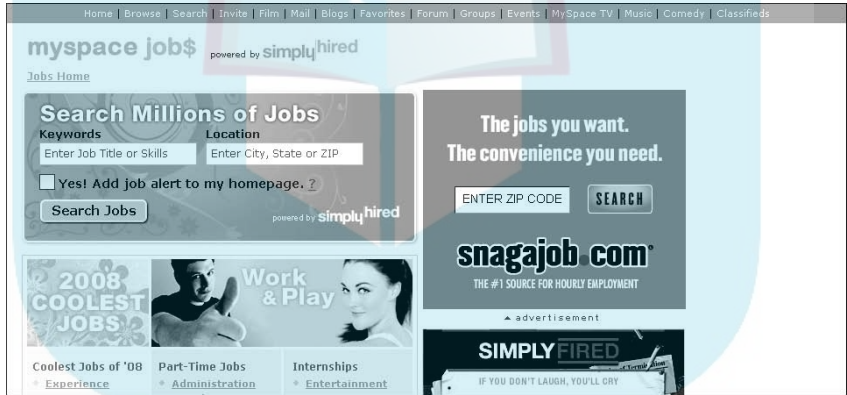 Home | Browse | Search | Invite | Film | Mail | Blogs | Favorites | Forum | Groups | Events | MySpace TV | Music | Comedy | Classifieds
myspace job$ powered by simply hired
Jobs Home
Search Millions of Jobs
Keywords Location
Enter Job Title or Skills Enter City, State or ZIP
Yes! Add job alert to my homepage. ?
Search Jobs powered by simply hired
2008
COOLEST
JOBS
Work
& Play
Coolest Jobs of '08 Part-Time Jobs Internships
• Experience • Administration • Entertainment
The jobs you want.
The convenience you need.
ENTER ZIP CODE SEARCH
snagajob.com®
THE #1 SOURCE FOR HOURLY EMPLOYMENT
▲ advertisement
SIMPLY FIRED
IF YOU DON'T LAUGH, YOU'LL CRY